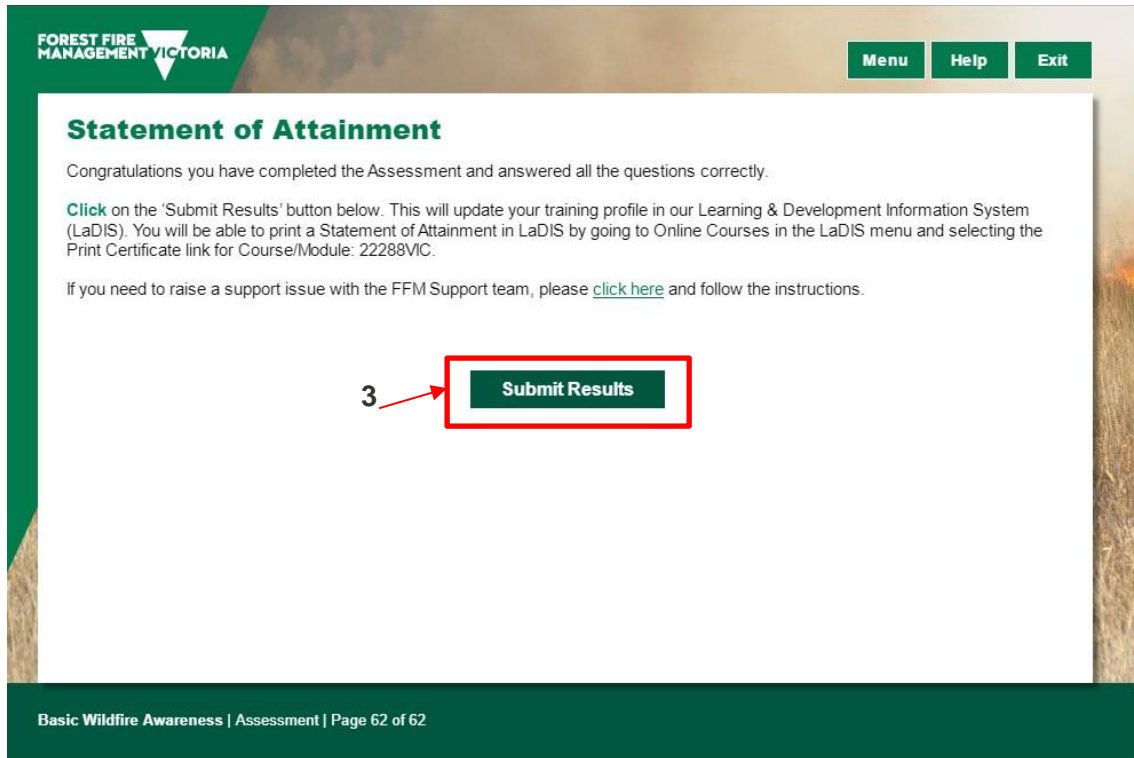 FOREST FIRE
MANAGEMENT VICTORIA
Menu Help Exit
Statement of Attainment
Congratulations you have completed the Assessment and answered all the questions correctly.
Click on the ‘Submit Results’ button below. This will update your training profile in our Learning & Development Information System
(LaDIS). You will be able to print a Statement of Attainment in LaDIS by going to Online Courses in the LaDIS menu and selecting the
Print Certificate link for Course/Module: 22288VIC.
If you need to raise a support issue with the FFM Support team, please click here and follow the instructions.
3
Submit Results
Basic Wildfire Awareness | Assessment | Page 62 of 62